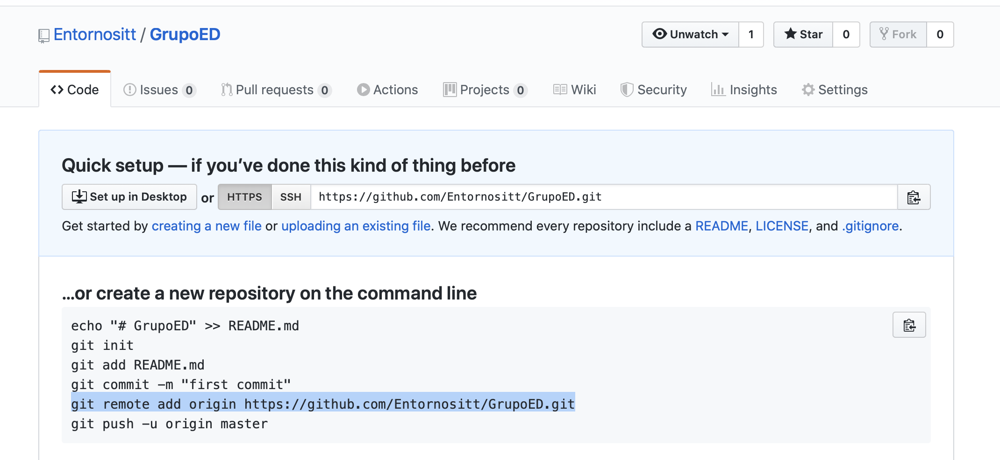 Entornositt / GrupoED
Unwatch 1 Star 0 Fork 0
Code Issues 0 Pull requests 0 Actions Projects 0 Wiki Security Insights Settings
Quick setup — if you’ve done this kind of thing before
Set up in Desktop or HTTPS SSH https://github.com/Entornositt/GrupoED.git
Get started by creating a new file or uploading an existing file. We recommend every repository include a README, LICENSE, and .gitignore.
…or create a new repository on the command line
echo "# GrupoED" >> README.md
git init
git add README.md
git commit -m "first commit"
git remote add origin https://github.com/Entornositt/GrupoED.git
git push -u origin master